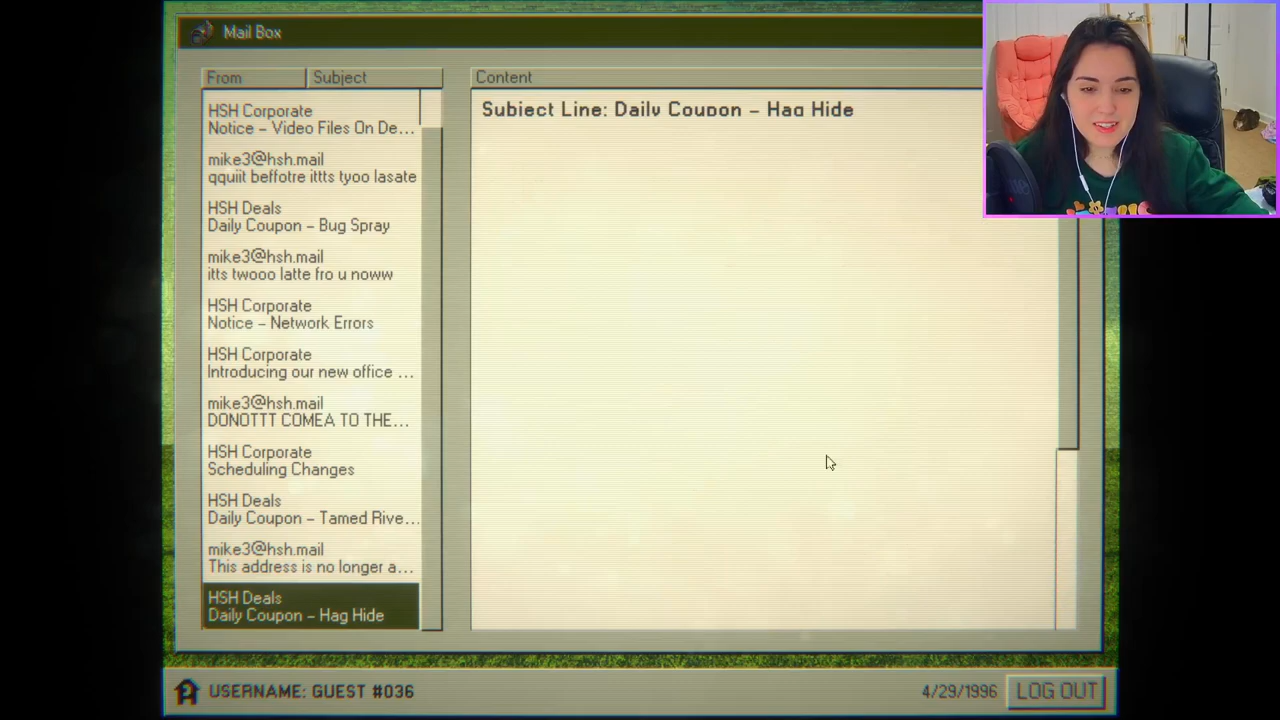 Mail Box
From
Subject
Content
HSH Corporate
Notice – Video Files On De...
mike3@hsh.mail
qquiit beffotre ittts tyoo lasate
HSH Deals
Daily Coupon – Bug Spray
mike3@hsh.mail
itts twooo latte fro u noww
HSH Corporate
Notice – Network Errors
HSH Corporate
Introducing our new office ...
mike3@hsh.mail
DONOTTT COMEA TO THE...
HSH Corporate
Scheduling Changes
HSH Deals
Daily Coupon – Tamed Rive...
mike3@hsh.mail
This address is no longer a...
HSH Deals
Daily Coupon – Hag Hide
Subject Line: Daily Coupon – Hag Hide
USERNAME: GUEST #036
4/29/1996
LOG OUT